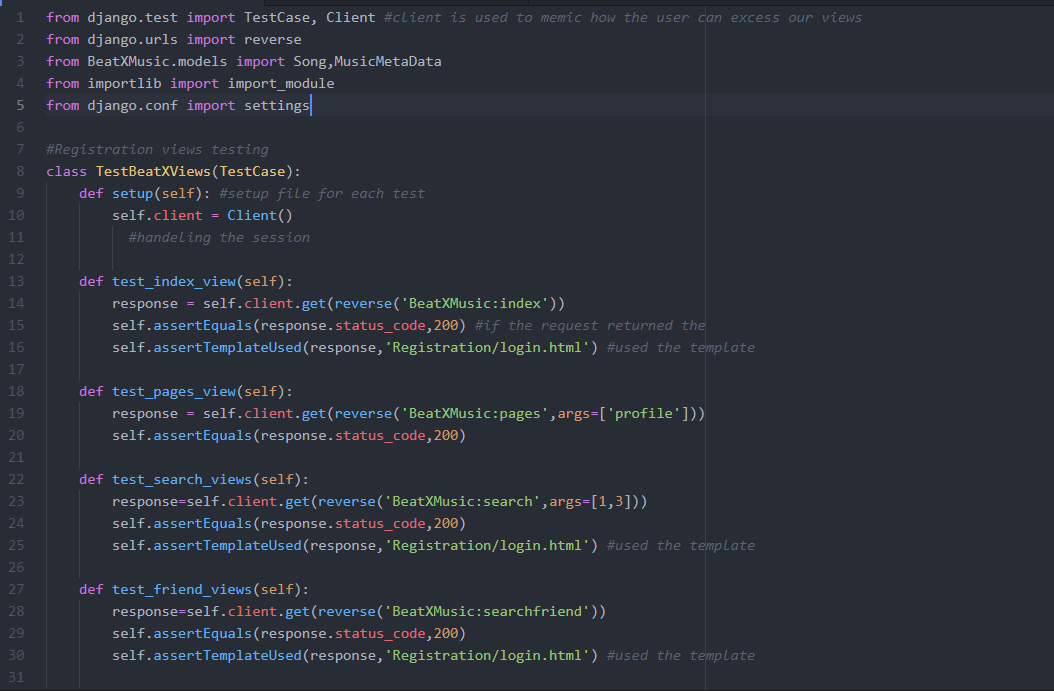 1 from django.test import TestCase, Client #client is used to memic how the user can excess our views
2 from django.urls import reverse
3 from BeatXMusic.models import Song,MusicMetaData
4 from importlib import import_module
5 from django.conf import settings
6
7 #Registration views testing
8 class TestBeatXViews(TestCase):
9     def setup(self): #setup file for each test
10         self.client = Client()
11           #handeling the session
12
13     def test_index_view(self):
14         response = self.client.get(reverse('BeatXMusic:index'))
15         self.assertEquals(response.status_code,200) #if the request returned the
16         self.assertTemplateUsed(response,'Registration/login.html') #used the template
17
18     def test_pages_view(self):
19         response = self.client.get(reverse('BeatXMusic:pages',args=['profile']))
20         self.assertEquals(response.status_code,200)
21
22     def test_search_views(self):
23         response=self.client.get(reverse('BeatXMusic:search',args=[1,3]))
24         self.assertEquals(response.status_code,200)
25         self.assertTemplateUsed(response,'Registration/login.html') #used the template
26
27     def test_friend_views(self):
28         response=self.client.get(reverse('BeatXMusic:searchfriend'))
29         self.assertEquals(response.status_code,200)
30         self.assertTemplateUsed(response,'Registration/login.html') #used the template
31